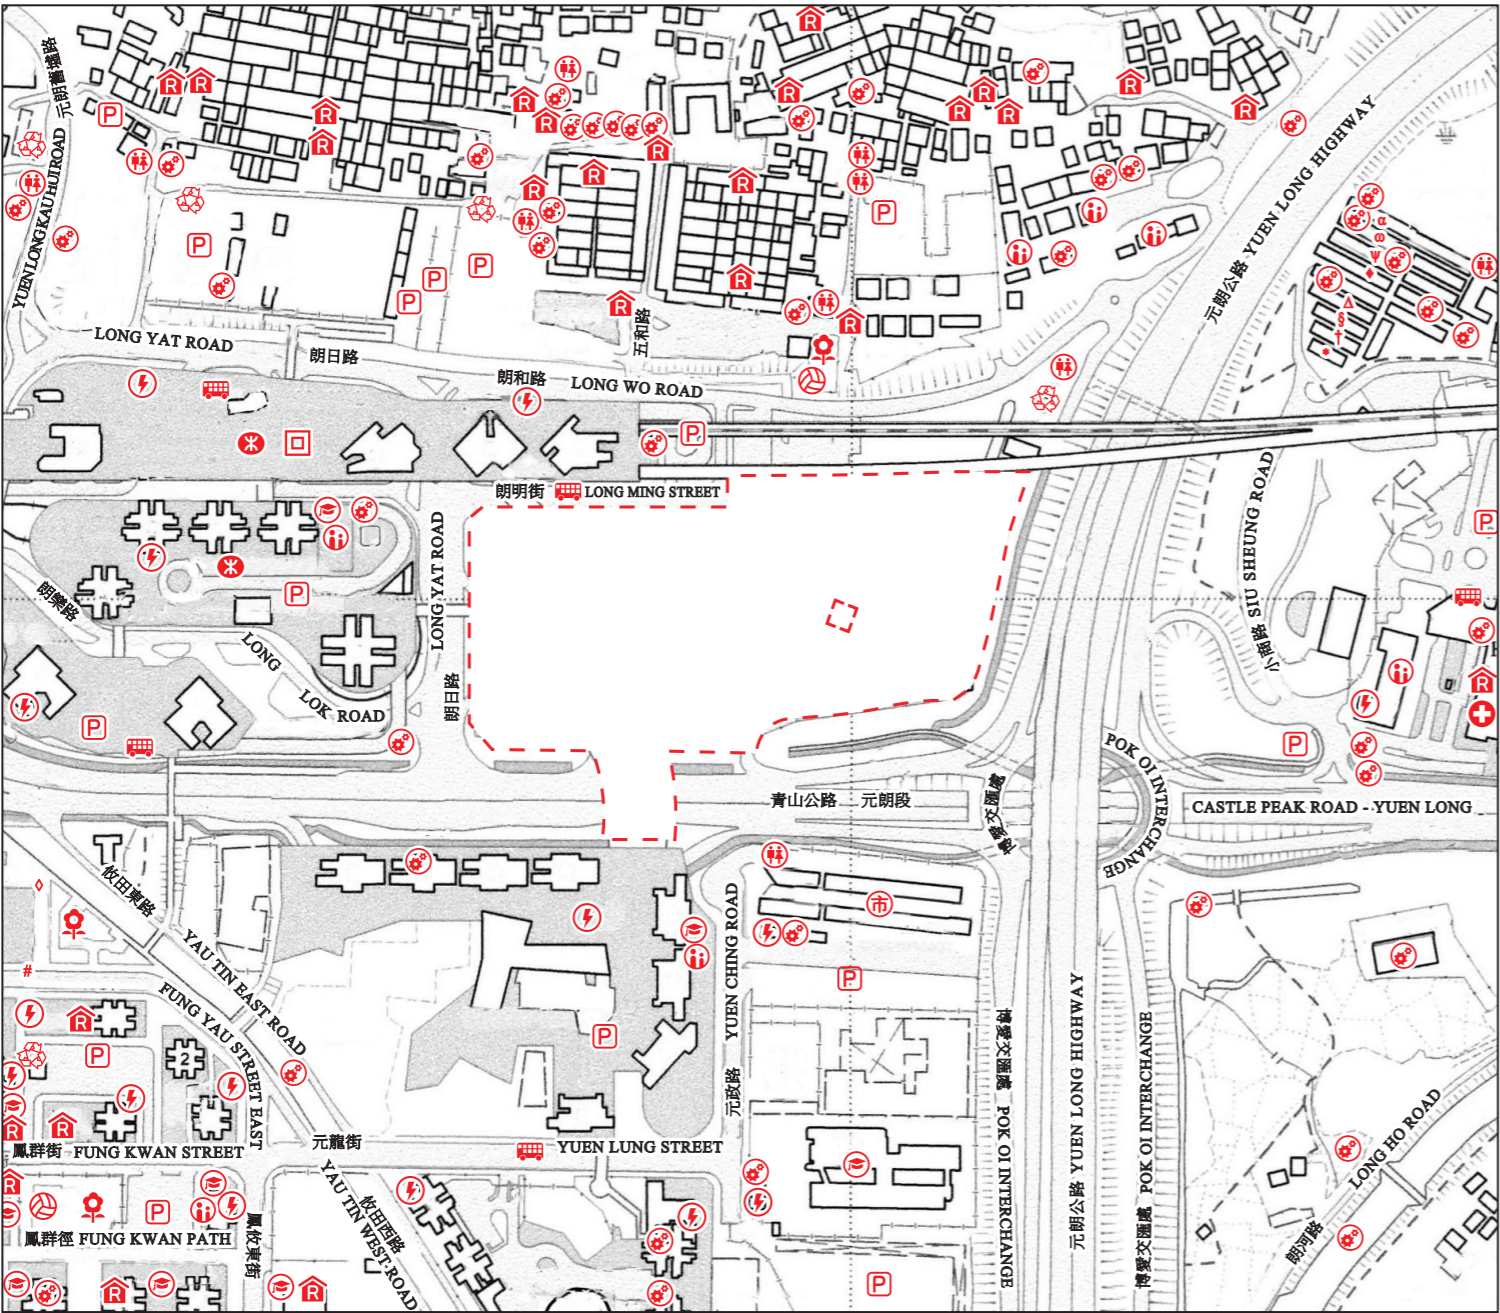 元朗舊墟路
YUEN LONG KAU HUI ROAD
元朗公路 YUEN LONG HIGHWAY
五和路
LONG YAT ROAD
朗日路
朗和路
LONG WO ROAD
朗明街
LONG MING STREET
LONG YAT ROAD
朗日路
朗樂路
LONG
LOK ROAD
小商路 SIU SHEUNG ROAD
青山公路 元朗段
CASTLE PEAK ROAD - YUEN LONG
博愛交匯處
POK OI INTERCHANGE
博愛交匯處
攸田東路
YAU TIN EAST ROAD
FUNG YAU STREET EAST
市
YUEN CHING ROAD
元政路
2
鳳群街 FUNG KWAN STREET
元龍街
YUEN LUNG STREET
YAU TIN WEST ROAD
攸田西路
鳳攸東街
鳳群徑 FUNG KWAN PATH
博愛交匯處 POK OI INTERCHANGE
元朗公路 YUEN LONG HIGHWAY
博愛交匯處 POK OI INTERCHANGE
LONG HO ROAD
朗河路